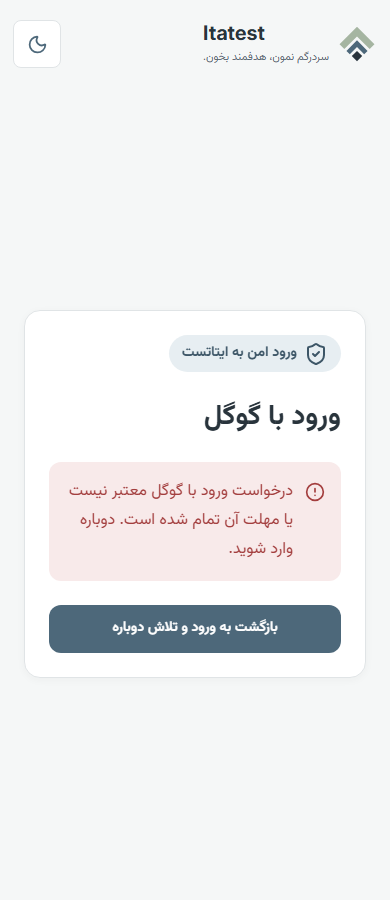 Itatest
سردرگم نمون، هدفمند بخون.
ورود امن به ایتاتست
ورود با گوگل
درخواست ورود با گوگل معتبر نیست
یا مهلت آن تمام شده است. دوباره
وارد شوید.
بازگشت به ورود و تلاش دوباره